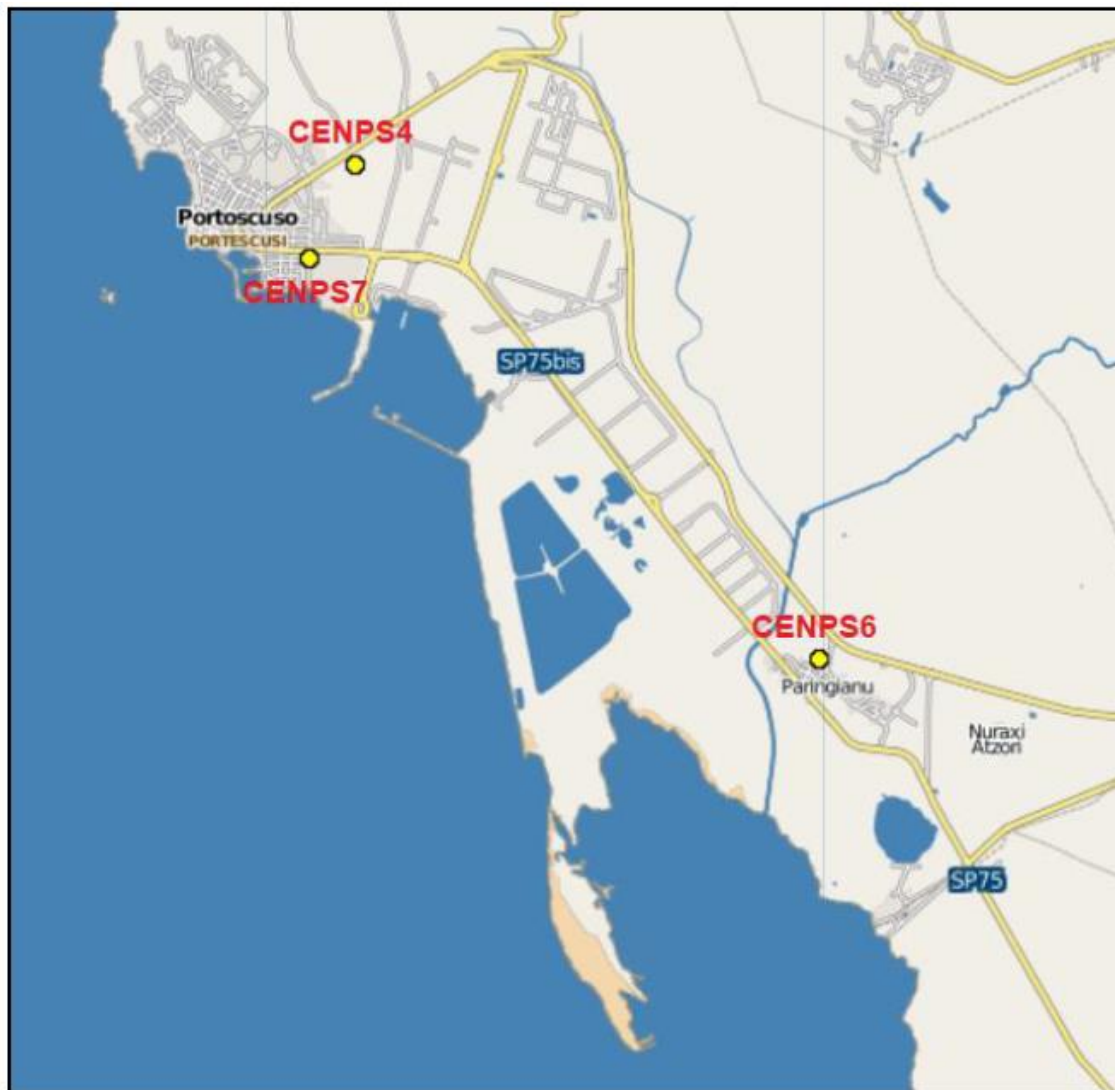 CENPS4
Portoscuso
PORTESCUSI
CENPS7
SP75bis
CENPS6
Paringianu
Nuraxi
Atzori
SP75